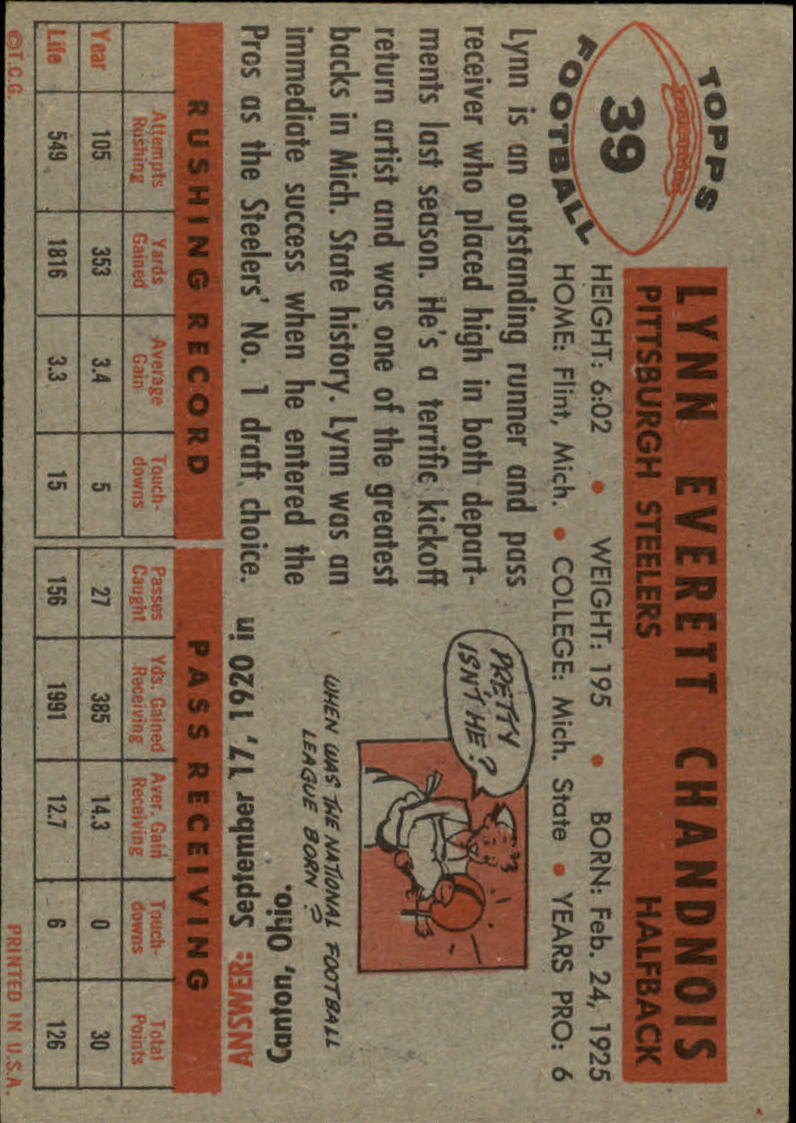 TOPPS
39
FOOTBALL
LYNN EVERETT CHANDNOIS
PITTSBURGH STEELERS HALFBACK
HEIGHT: 6:02 • WEIGHT: 195 • BORN: Feb. 24, 1925
HOME: Flint, Mich. • COLLEGE: Mich. State • YEARS PRO: 6
Lynn is an outstanding runner and pass
receiver who placed high in both depart-
ments last season. He's a terrific kickoff
return artist and was one of the greatest
backs in Mich. State history. Lynn was an
immediate success when he entered the
Pros as the Steelers' No. 1 draft choice.
PRETTY
ISN'T HE?
WHEN WAS THE NATIONAL FOOTBALL
LEAGUE BORN?
ANSWER: September 17, 1920 in
Canton, Ohio.
RUSHING RECORD PASS RECEIVING
Attempts Rushing Yards Gained Average Gain Touch-downs Passes Caught Yds. Gained Receiving Aver. Gain Receiving Touch-downs Total Points
Year 105 353 3.4 5 27 385 14.3 0 30
Life 549 1816 3.3 15 156 1991 12.7 6 126
©T.C.G. PRINTED IN U.S.A.